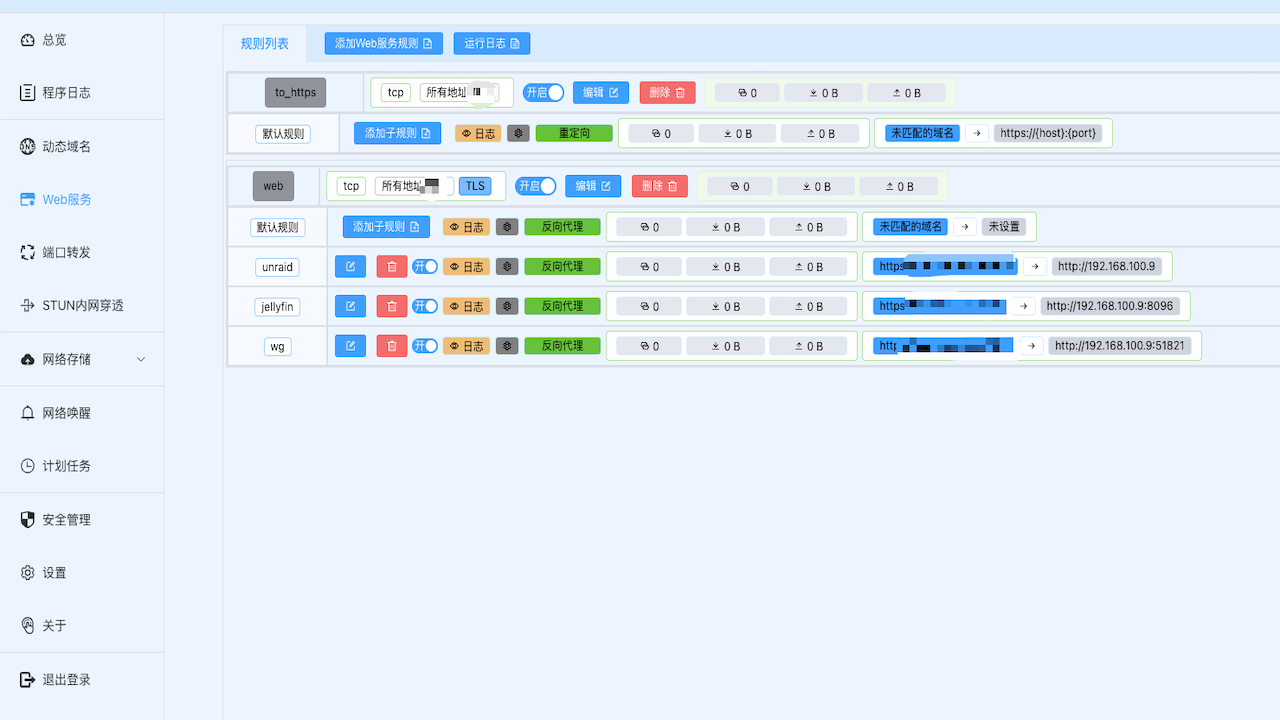 总览
程序日志
动态域名
Web服务
端口转发
STUN内网穿透
网络存储
网络唤醒
计划任务
安全管理
设置
关于
退出登录
规则列表 添加Web服务规则 运行日志
to_https tcp 所有地址 开启 编辑 删除 0 0 B 0 B
默认规则 添加子规则 日志 重定向 0 0 B 0 B 未匹配的域名 → https://{host}:{port}
web tcp 所有地址 TLS 开启 编辑 删除 0 0 B 0 B
默认规则 添加子规则 日志 反向代理 0 0 B 0 B 未匹配的域名 → 未设置
unraid 开 日志 反向代理 0 0 B 0 B https → http://192.168.100.9
jellyfin 开 日志 反向代理 0 0 B 0 B https → http://192.168.100.9:8096
wg 开 日志 反向代理 0 0 B 0 B http → http://192.168.100.9:51821